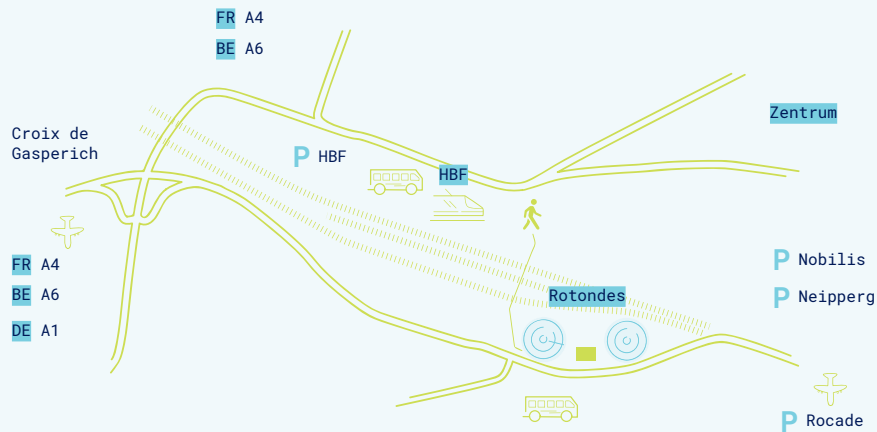 FR A4
BE A6
Zentrum
Croix de
Gasperich
P HBF
HBF
FR A4
BE A6
DE A1
P Nobilis
Rotondes
P Neipperg
P Rocade